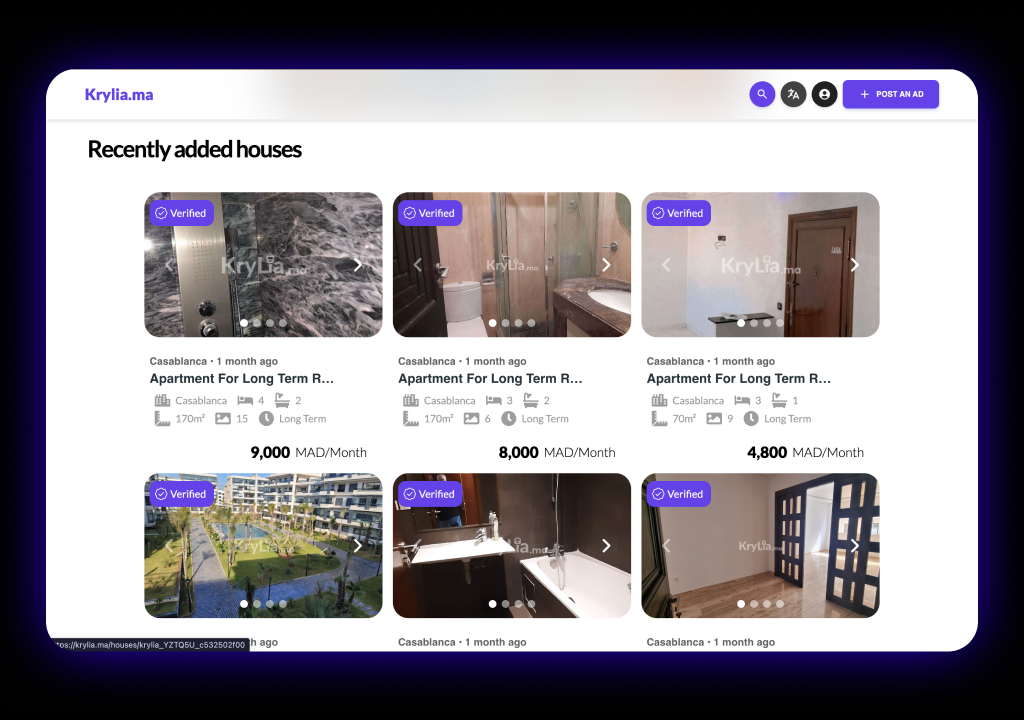 Krylia.ma
POST AN AD
Recently added houses
Verified
Verified
Verified
KryLia.ma
KryLia.ma
KryLia.ma
Casablanca • 1 month ago
Casablanca • 1 month ago
Casablanca • 1 month ago
Apartment For Long Term R...
Apartment For Long Term R...
Apartment For Long Term R...
Casablanca 4 2
Casablanca 3 2
Casablanca 3 1
170m² 15 Long Term
170m² 6 Long Term
70m² 9 Long Term
9,000 MAD/Month
8,000 MAD/Month
4,800 MAD/Month
Verified
Verified
Verified
KryLia.ma
KryLia.ma
tps://krylia.ma/houses/krylia_YZTQ5U_c532502f00
h ago
Casablanca • 1 month ago
Casablanca • 1 month ago